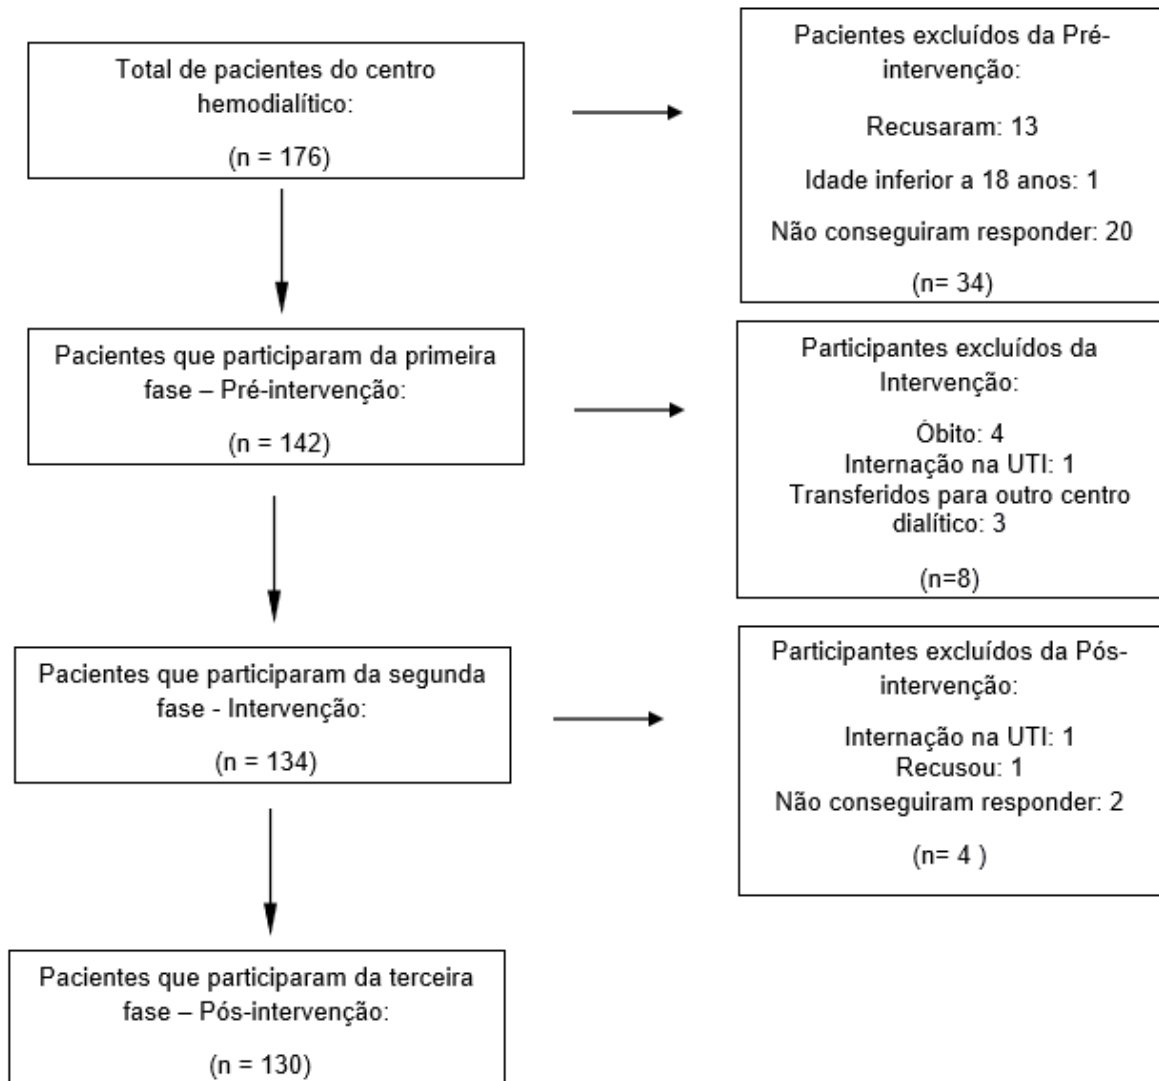 Total de pacientes do centro
hemodialítico:
(n = 176)
Pacientes excluídos da Pré-
intervenção:
Recusaram: 13
Idade inferior a 18 anos: 1
Não conseguiram responder: 20
(n= 34)
Pacientes que participaram da primeira
fase – Pré-intervenção:
(n = 142)
Participantes excluídos da
Intervenção:
Óbito: 4
Internação na UTI: 1
Transferidos para outro centro
dialítico: 3
(n=8)
Pacientes que participaram da segunda
fase - Intervenção:
(n = 134)
Participantes excluídos da Pós-
intervenção:
Internação na UTI: 1
Recusou: 1
Não conseguiram responder: 2
(n= 4 )
Pacientes que participaram da terceira
fase – Pós-intervenção:
(n = 130)